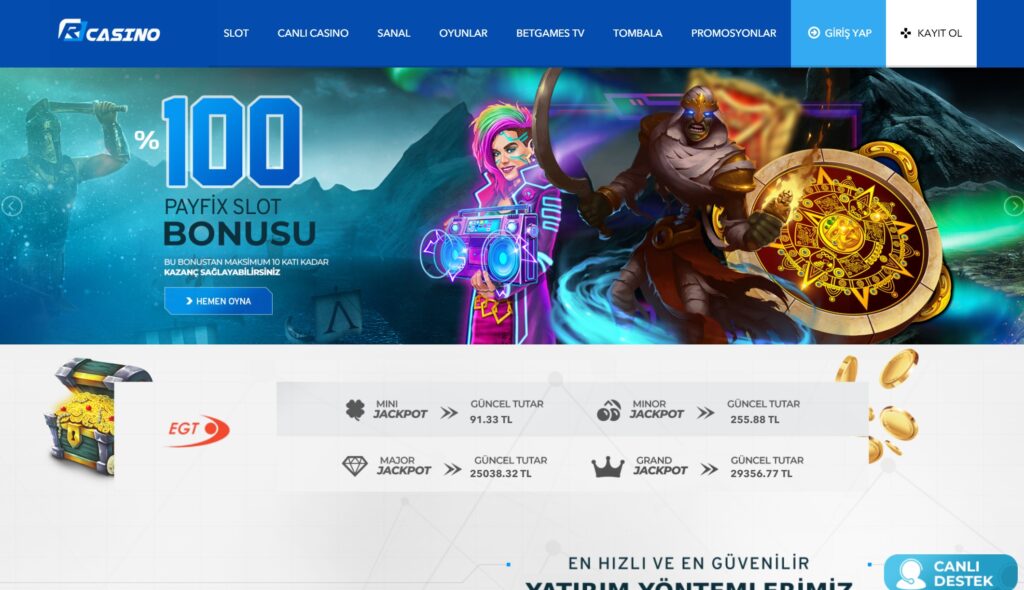 R CASINO
SLOT CANLI CASINO SANAL OYUNLAR BETGAMES TV TOMBALA PROMOSYONLAR GİRİŞ YAP KAYIT OL
%100
PAYFİX SLOT
BONUSU
BU BONUSTAN MAKSİMUM 10 KATI KADAR
KAZANÇ SAĞLAYABİLİRSİNİZ
HEMEN OYNA
EGT
MINI JACKPOT
GÜNCEL TUTAR
91.33 TL
MINOR JACKPOT
GÜNCEL TUTAR
255.88 TL
MAJOR JACKPOT
GÜNCEL TUTAR
25038.32 TL
GRAND JACKPOT
GÜNCEL TUTAR
29356.77 TL
EN HIZLI VE EN GÜVENİLİR
YATIRIM YÖNTEMLERİMİZ
CANLI
DESTEK